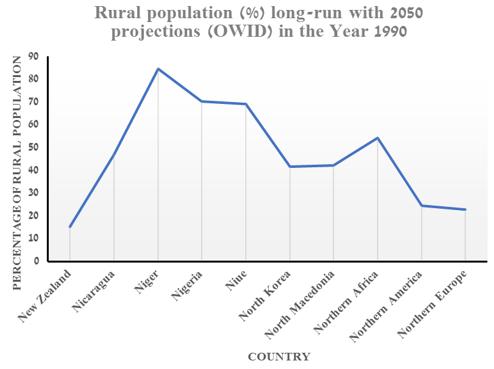 Rural population (%) long-run with 2050
projections (OWID) in the Year 1990
PERCENTAGE OF RURAL POPULATION
90
80
70
60
50
40
30
20
10
0
New Zealand
Nicaragua
Niger
Nigeria
Niue
North Korea
North Macedonia
Northern Africa
Northern America
Northern Europe
COUNTRY